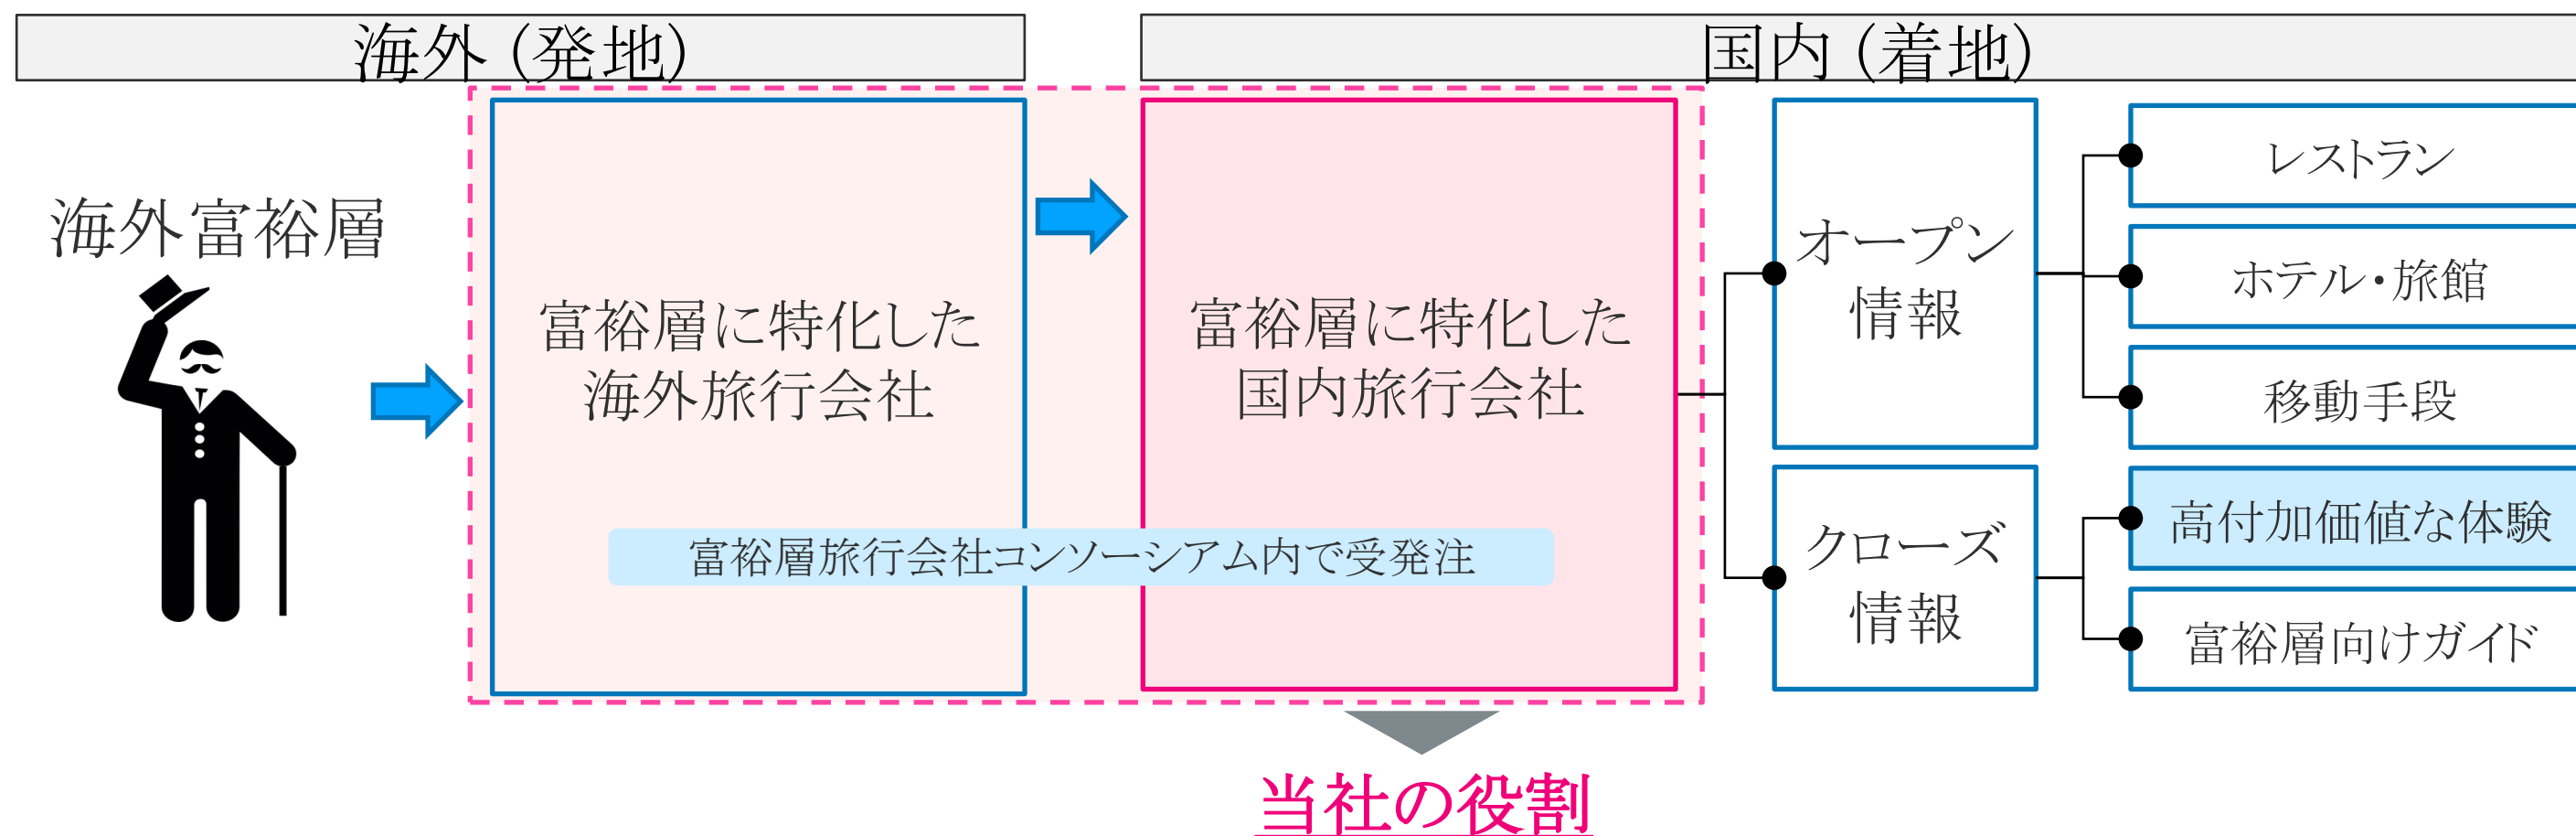 海外 (発地)
国内 (着地)
海外富裕層
富裕層に特化した
海外旅行会社
富裕層に特化した
国内旅行会社
富裕層旅行会社コンソーシアム内で受発注
オープン
情報
クローズ
情報
レストラン
ホテル・旅館
移動手段
高付加価値な体験
富裕層向けガイド
当社の役割